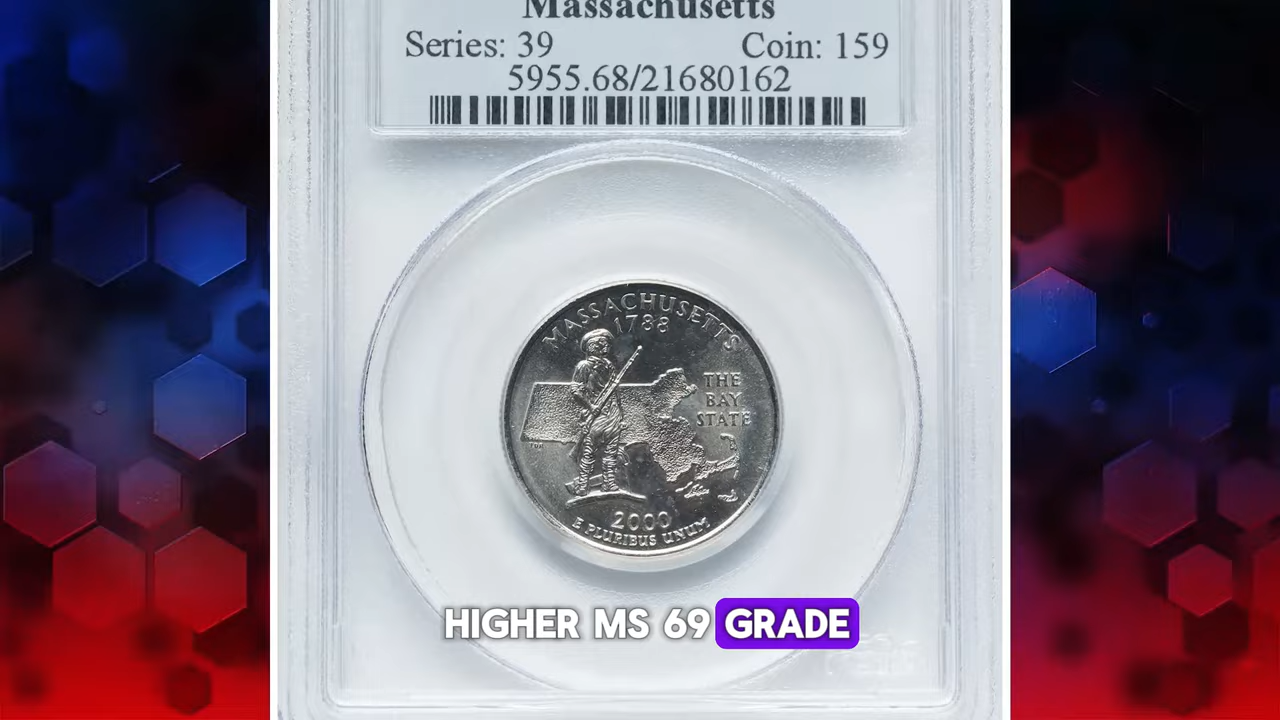 Massachusetts
Series: 39 Coin: 159
5955.68/21680162
MASSACHUSETTS
1788
THE
BAY
STATE
2000
E PLURIBUS UNUM
HIGHER MS 69 GRADE